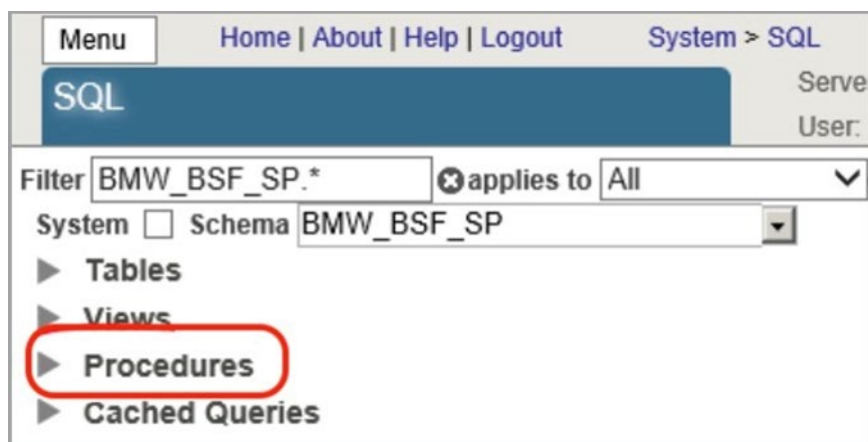 Menu Home | About | Help | Logout System > SQL
SQL
Serve
User:
Filter BMW_BSF_SP.* applies to All
System Schema BMW_BSF_SP
Tables
Views
Procedures
Cached Queries